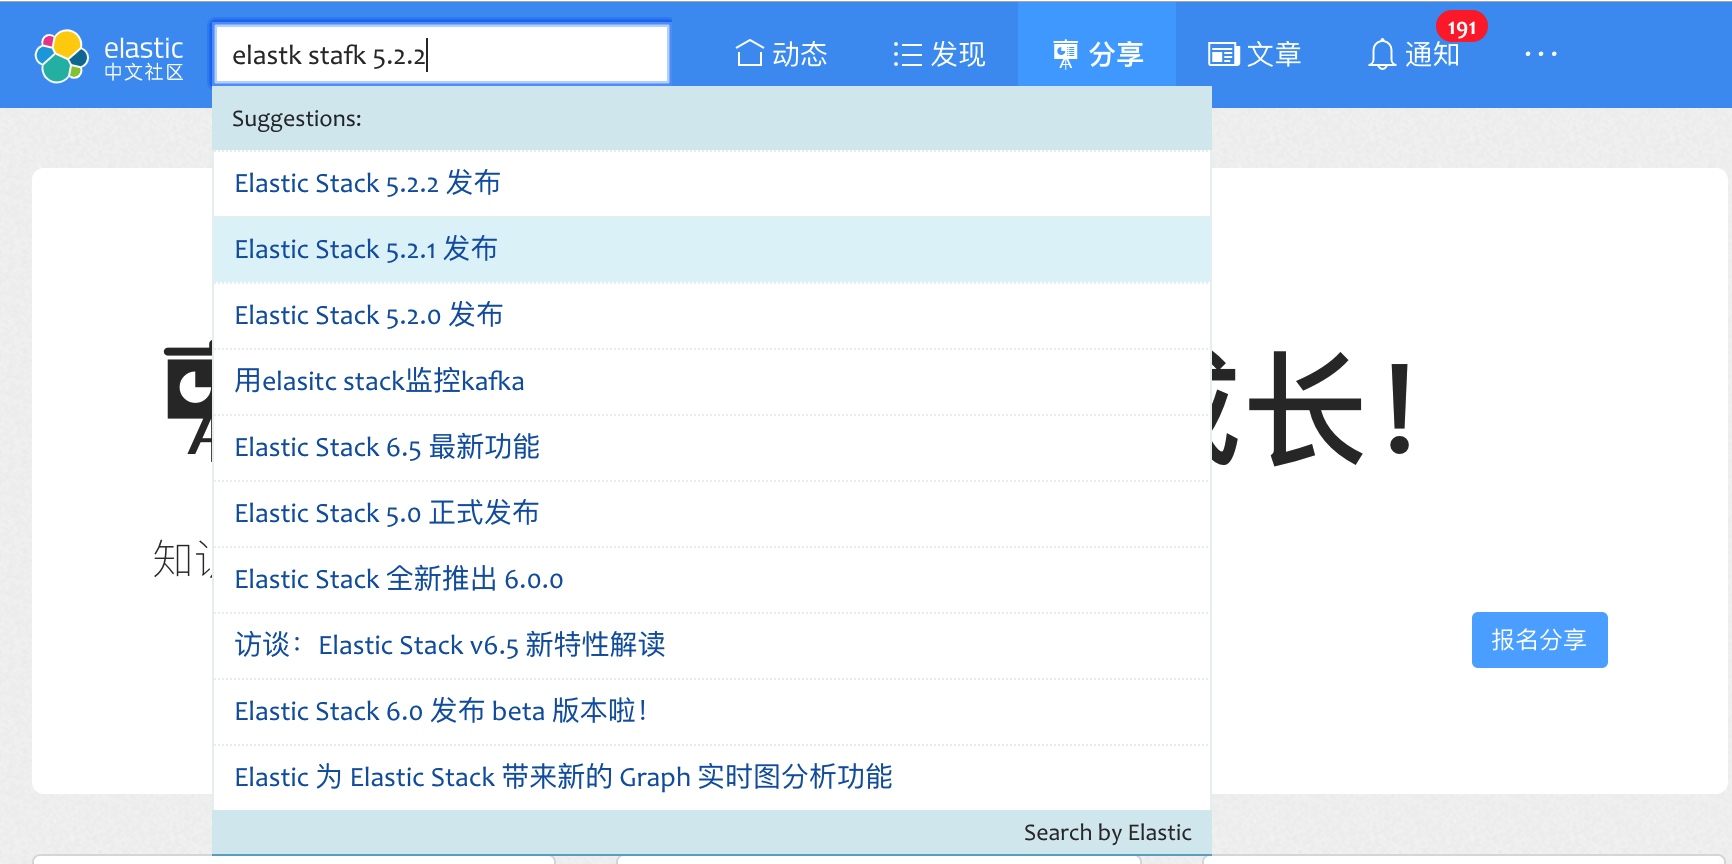 elastic
中文社区
elastk stafk 5.2.2
动态
发现
分享
文章
通知
191
Suggestions:
Elastic Stack 5.2.2 发布
Elastic Stack 5.2.1 发布
Elastic Stack 5.2.0 发布
用elasitc stack监控kafka
Elastic Stack 6.5 最新功能
Elastic Stack 5.0 正式发布
Elastic Stack 全新推出 6.0.0
访谈：Elastic Stack v6.5 新特性解读
Elastic Stack 6.0 发布 beta 版本啦！
Elastic 为 Elastic Stack 带来新的 Graph 实时图分析功能
Search by Elastic
长！
知
报名分享